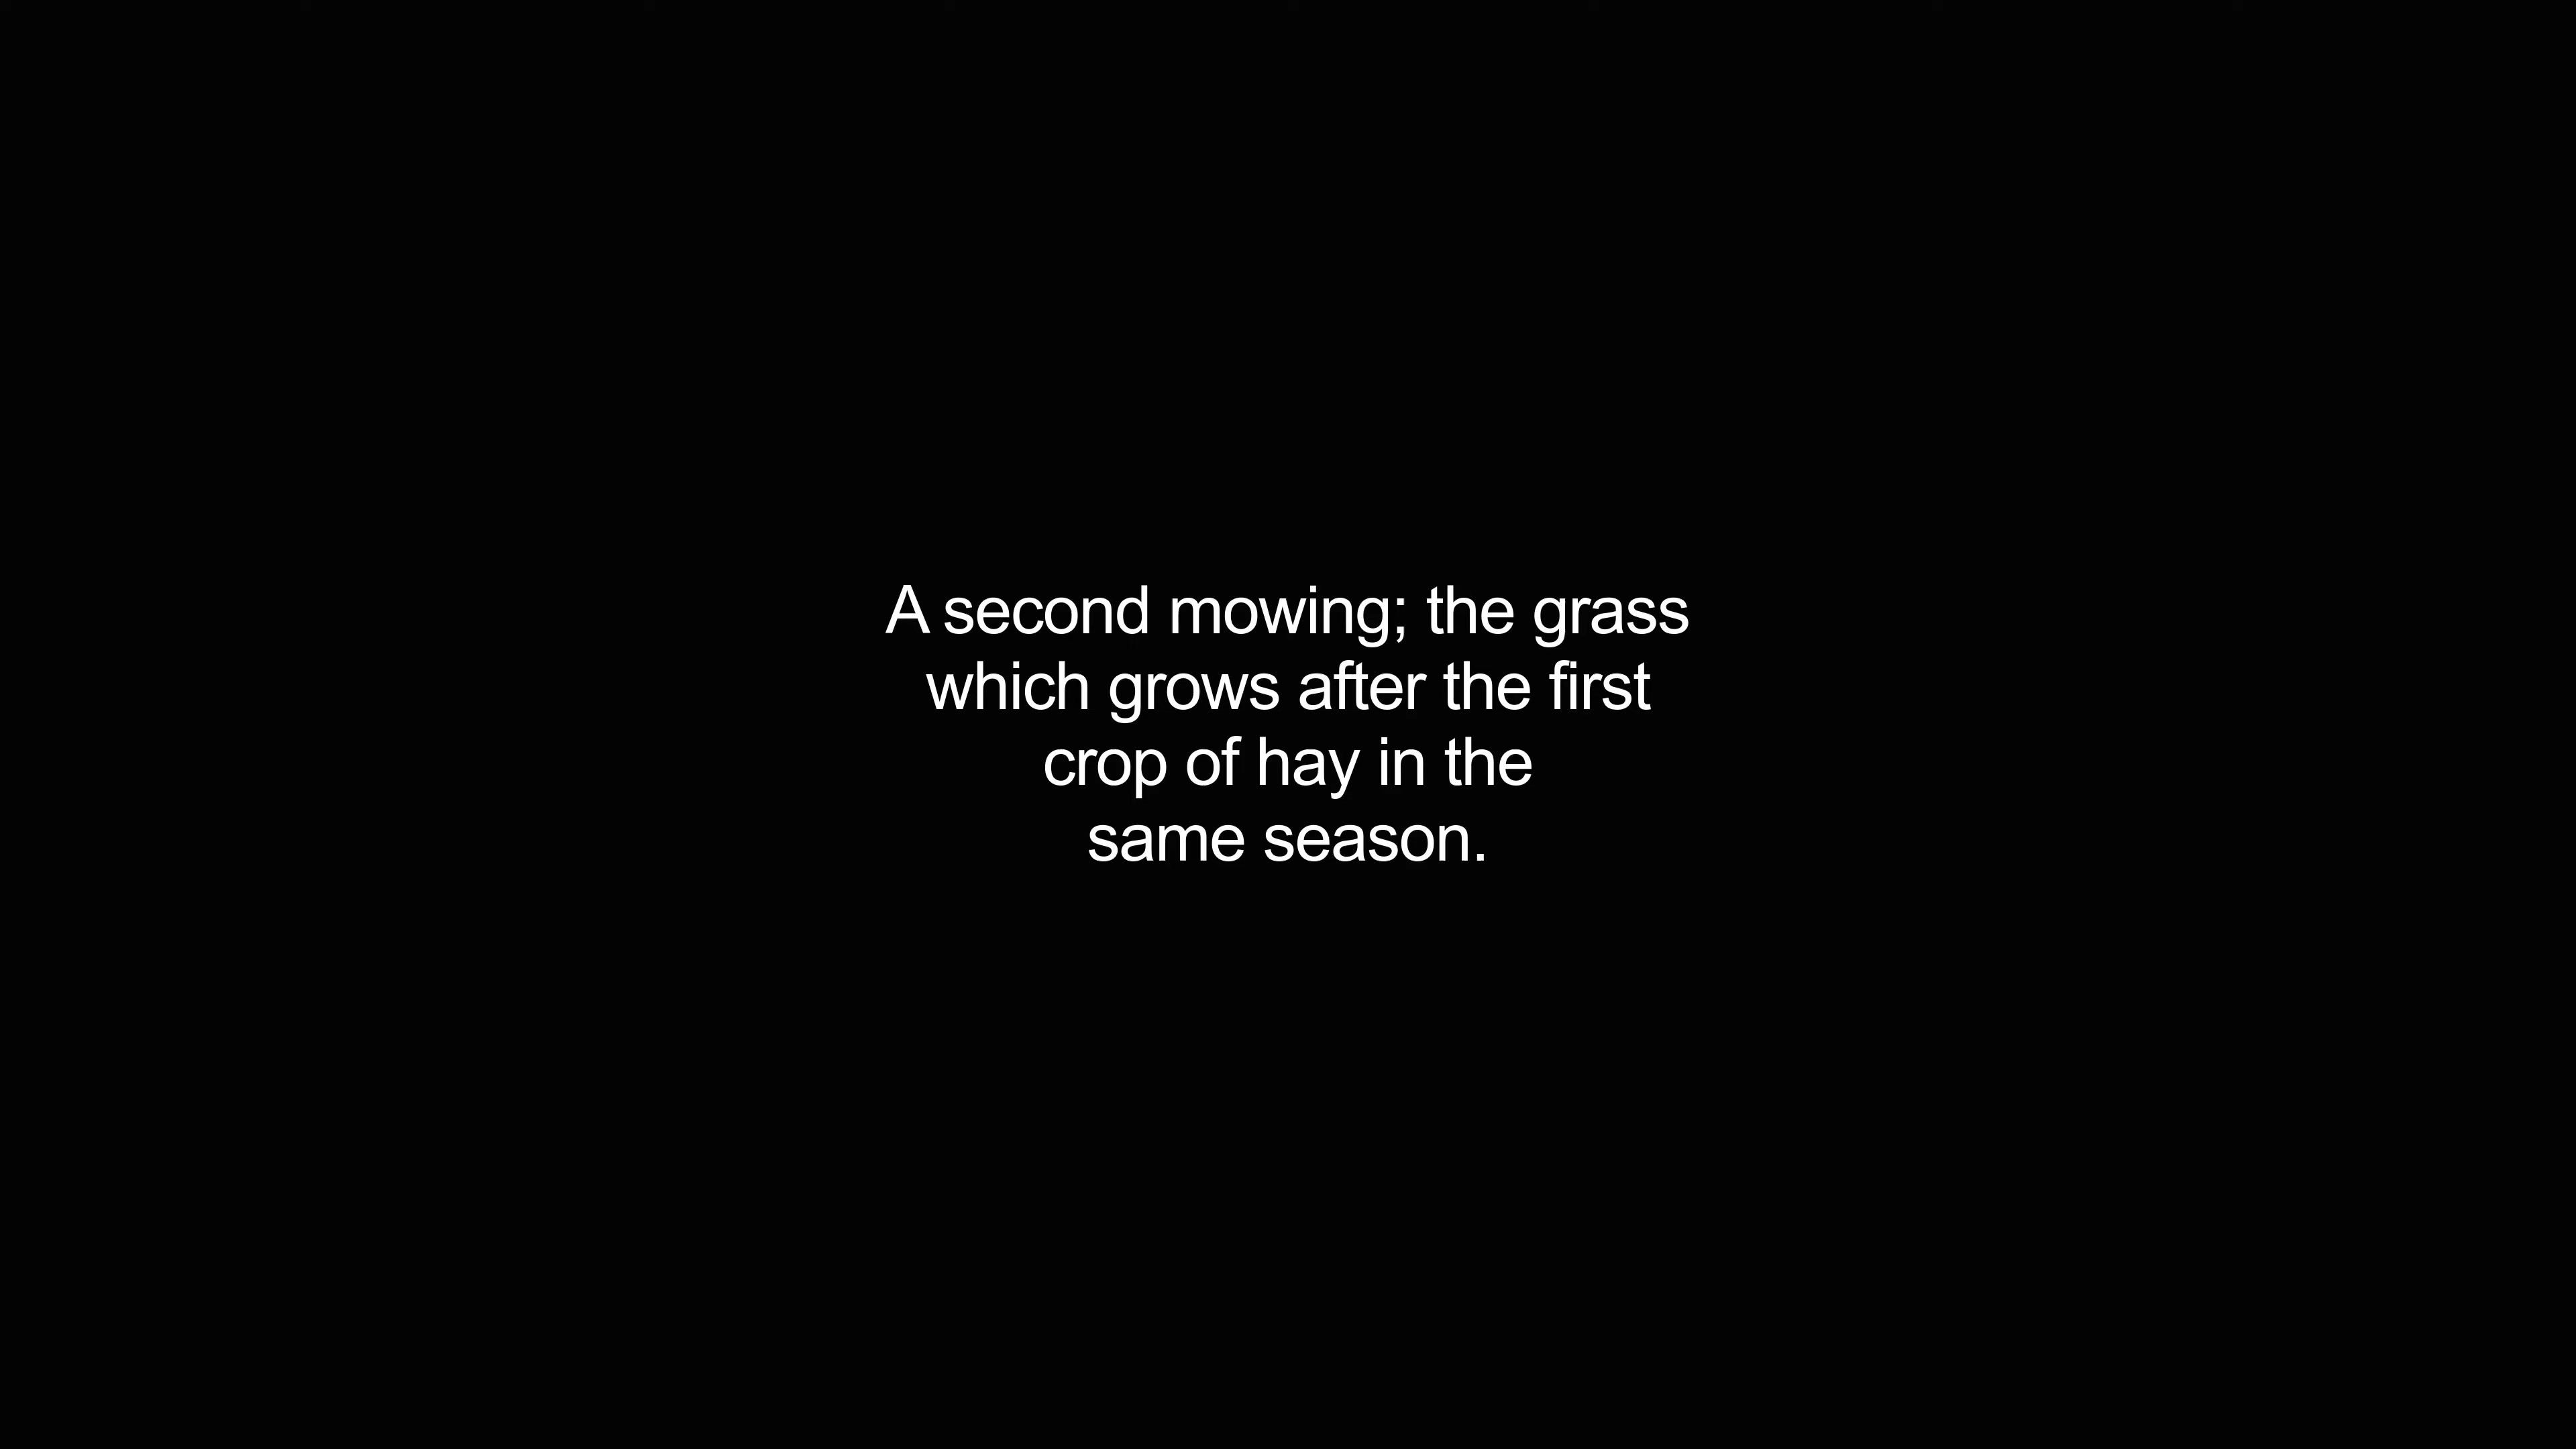 A second mowing; the grass
which grows after the first
crop of hay in the
same season.